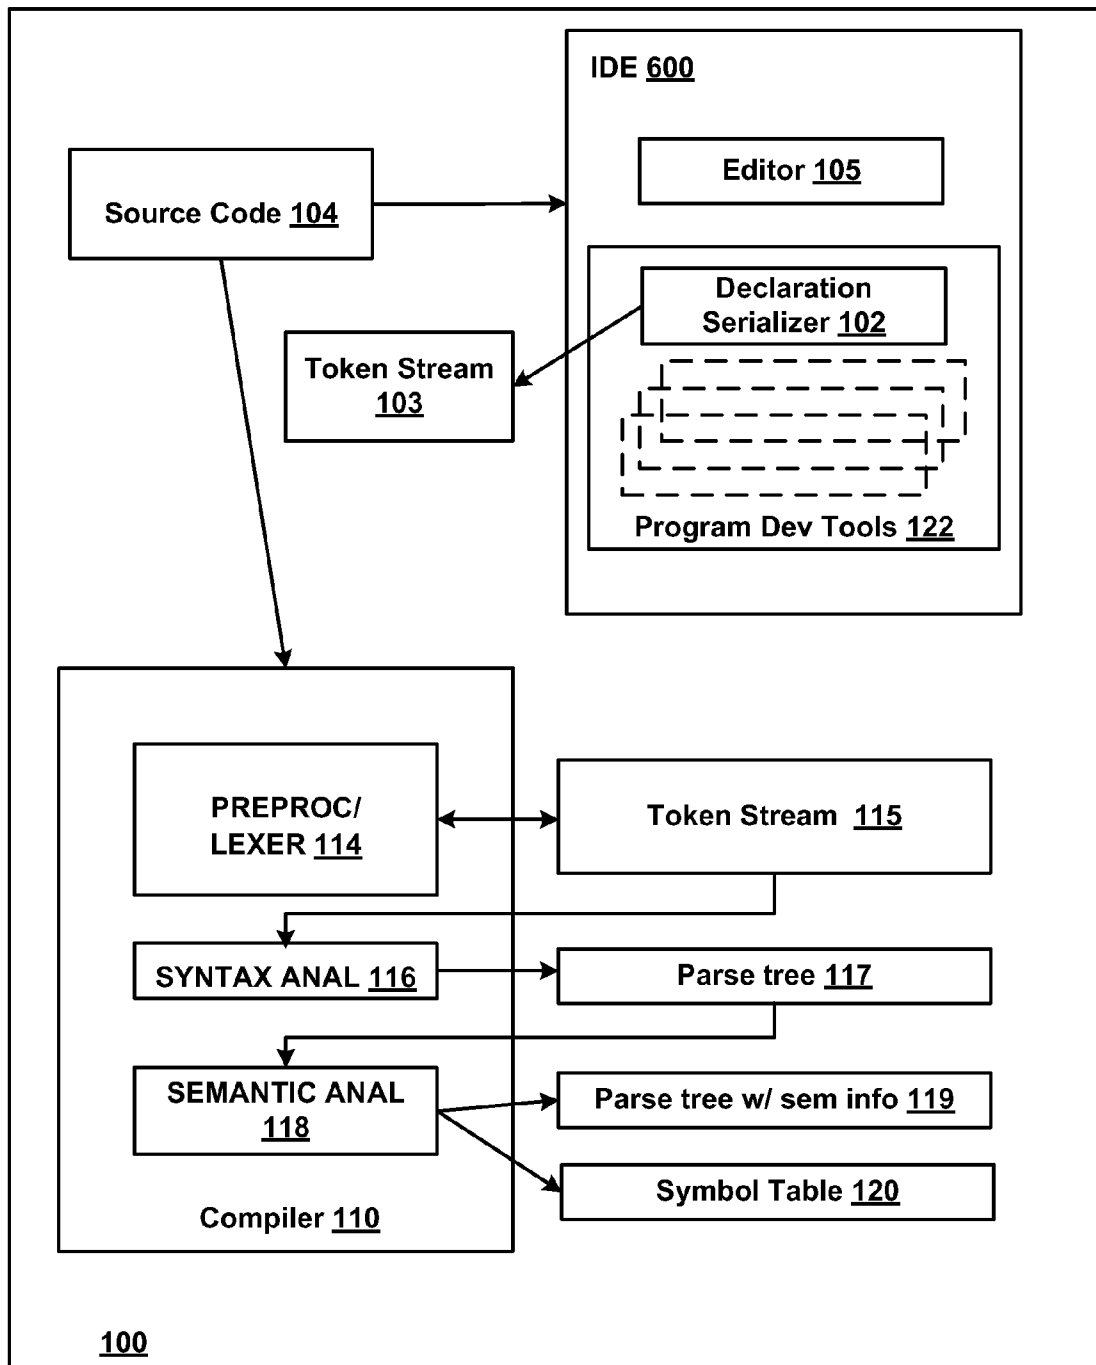 IDE 600
Editor 105
Source Code 104
Declaration
Serializer 102
Token Stream
103
Program Dev Tools 122
PREPROC/
LEXER 114
Token Stream 115
SYNTAX ANAL 116
Parse tree 117
SEMANTIC ANAL
118
Parse tree w/ sem info 119
Symbol Table 120
Compiler 110
100